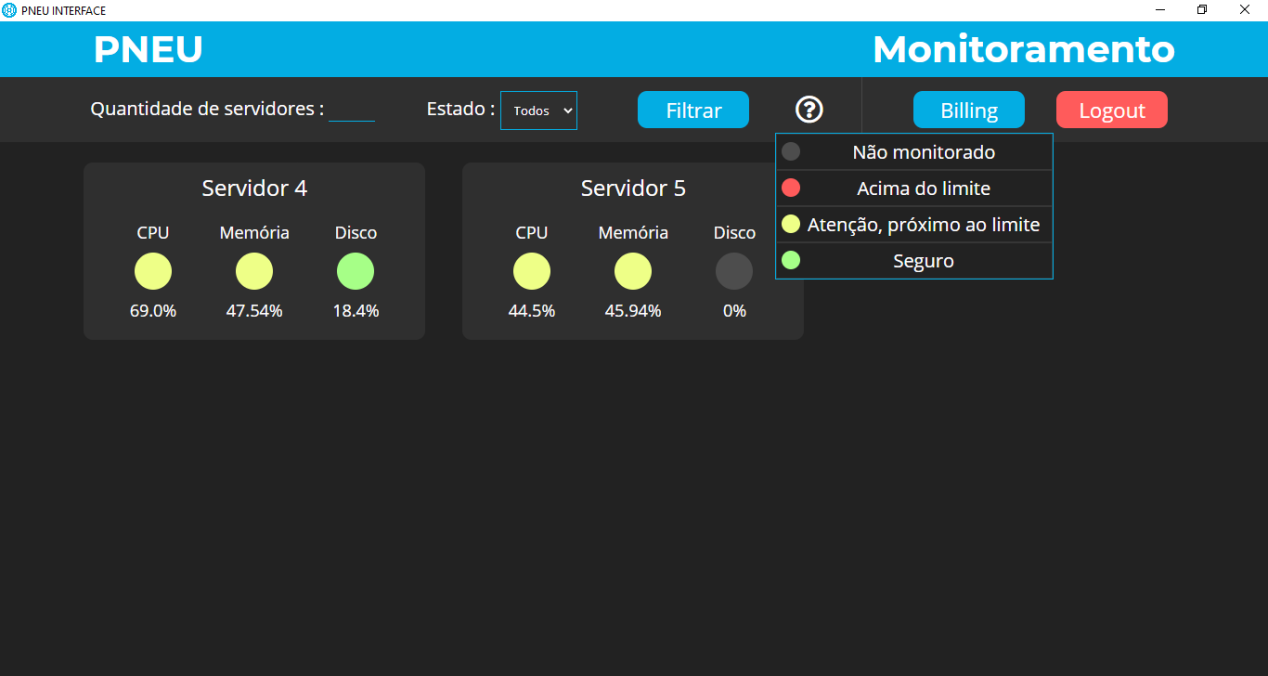 PNEU INTERFACE
PNEU Monitoramento
Quantidade de servidores : Estado : Todos Filtrar ? Billing Logout
Não monitorado
Acima do limite
Atenção, próximo ao limite
Seguro
Servidor 4
CPU Memória Disco
69.0% 47.54% 18.4%
Servidor 5
CPU Memória Disco
44.5% 45.94% 0%